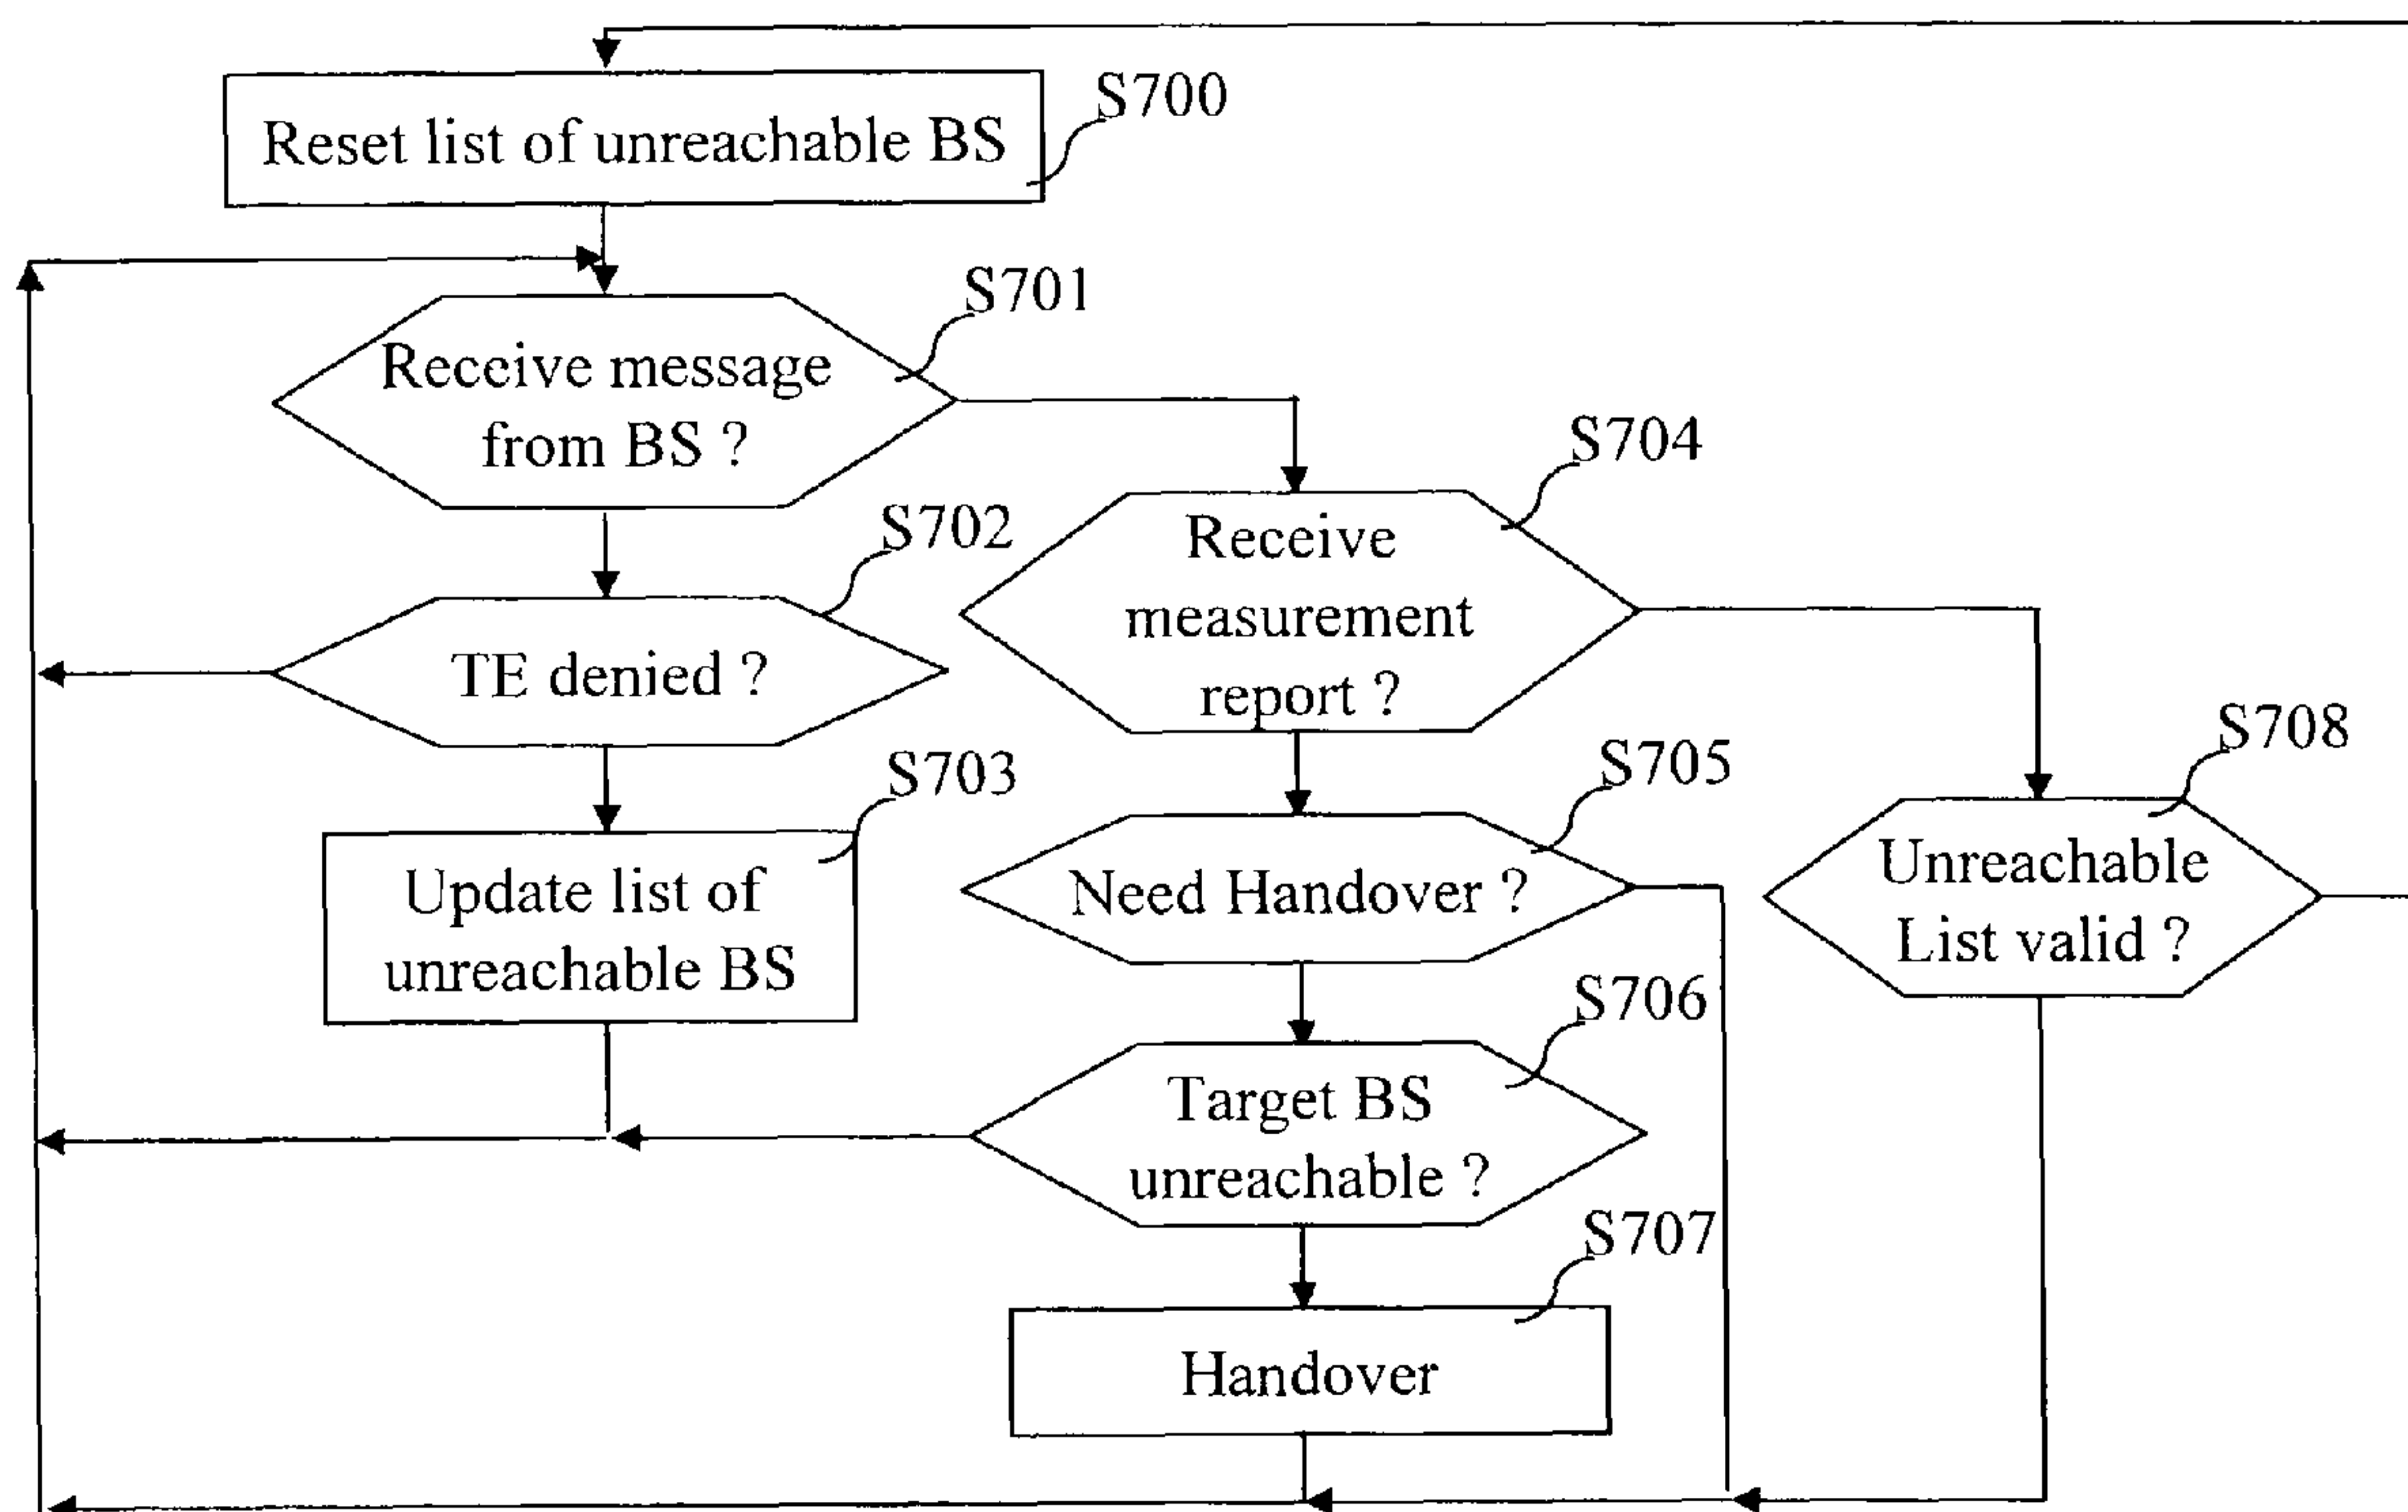 S700
Reset list of unreachable BS
S701
Receive message
from BS ?
S702
TE denied ?
S703
Update list of
unreachable BS
S704
Receive
measurement
report ?
S705
Need Handover ?
S706
Target BS
unreachable ?
S707
Handover
S708
Unreachable
List valid ?